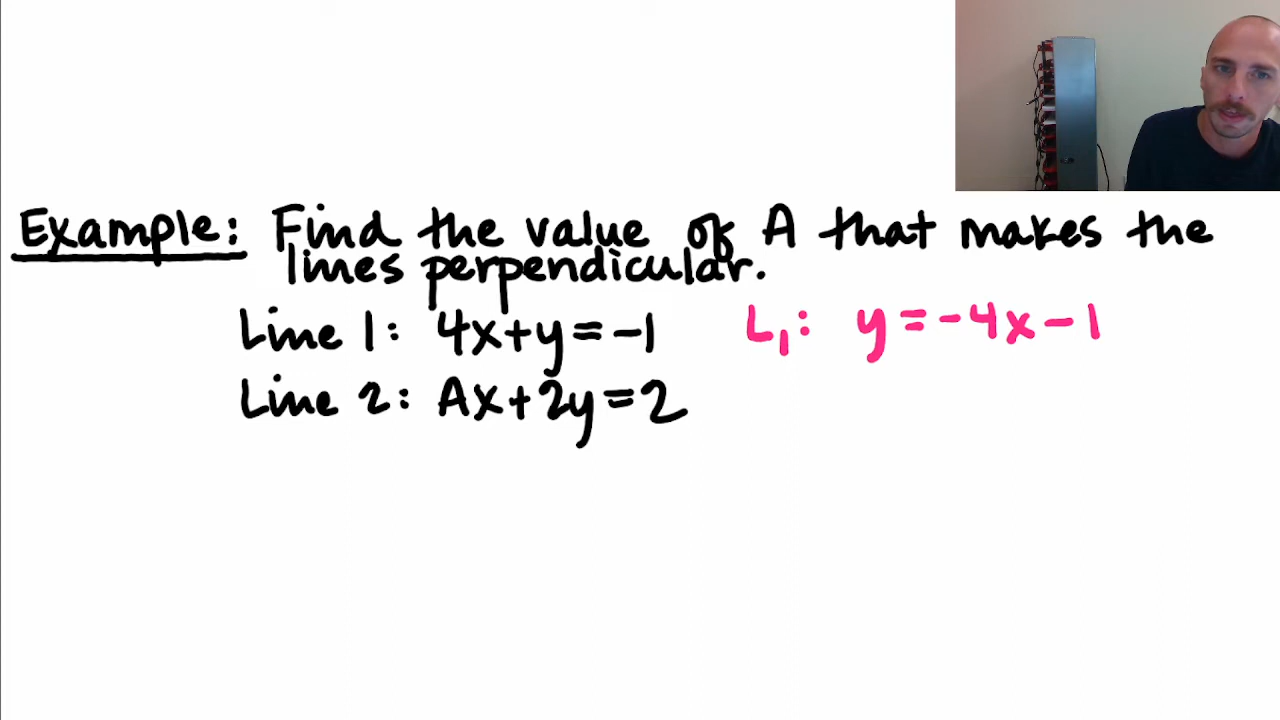 Example: Find the value of A that makes the
lines perpendicular.
Line 1: 4x+y=-1
L₁: y=-4x-1
Line 2: Ax+2y=2